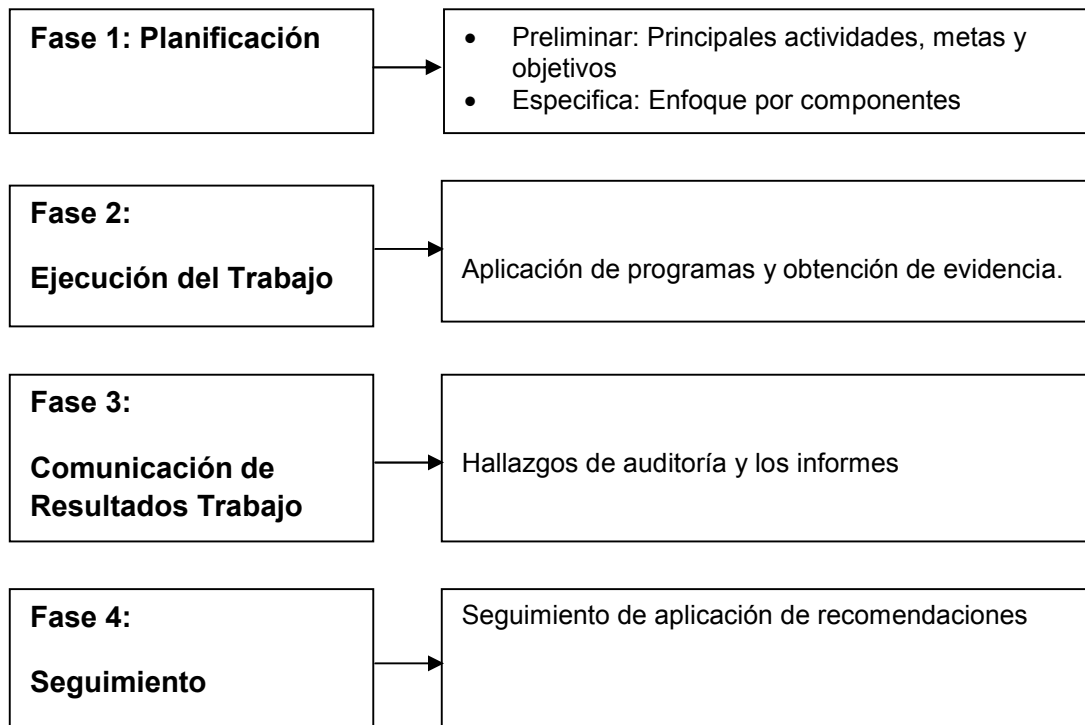 Fase 1: Planificación
• Preliminar: Principales actividades, metas y
objetivos
• Especifica: Enfoque por componentes
Fase 2:
Ejecución del Trabajo
Aplicación de programas y obtención de evidencia.
Fase 3:
Comunicación de
Resultados Trabajo
Hallazgos de auditoría y los informes
Fase 4:
Seguimiento
Seguimiento de aplicación de recomendaciones